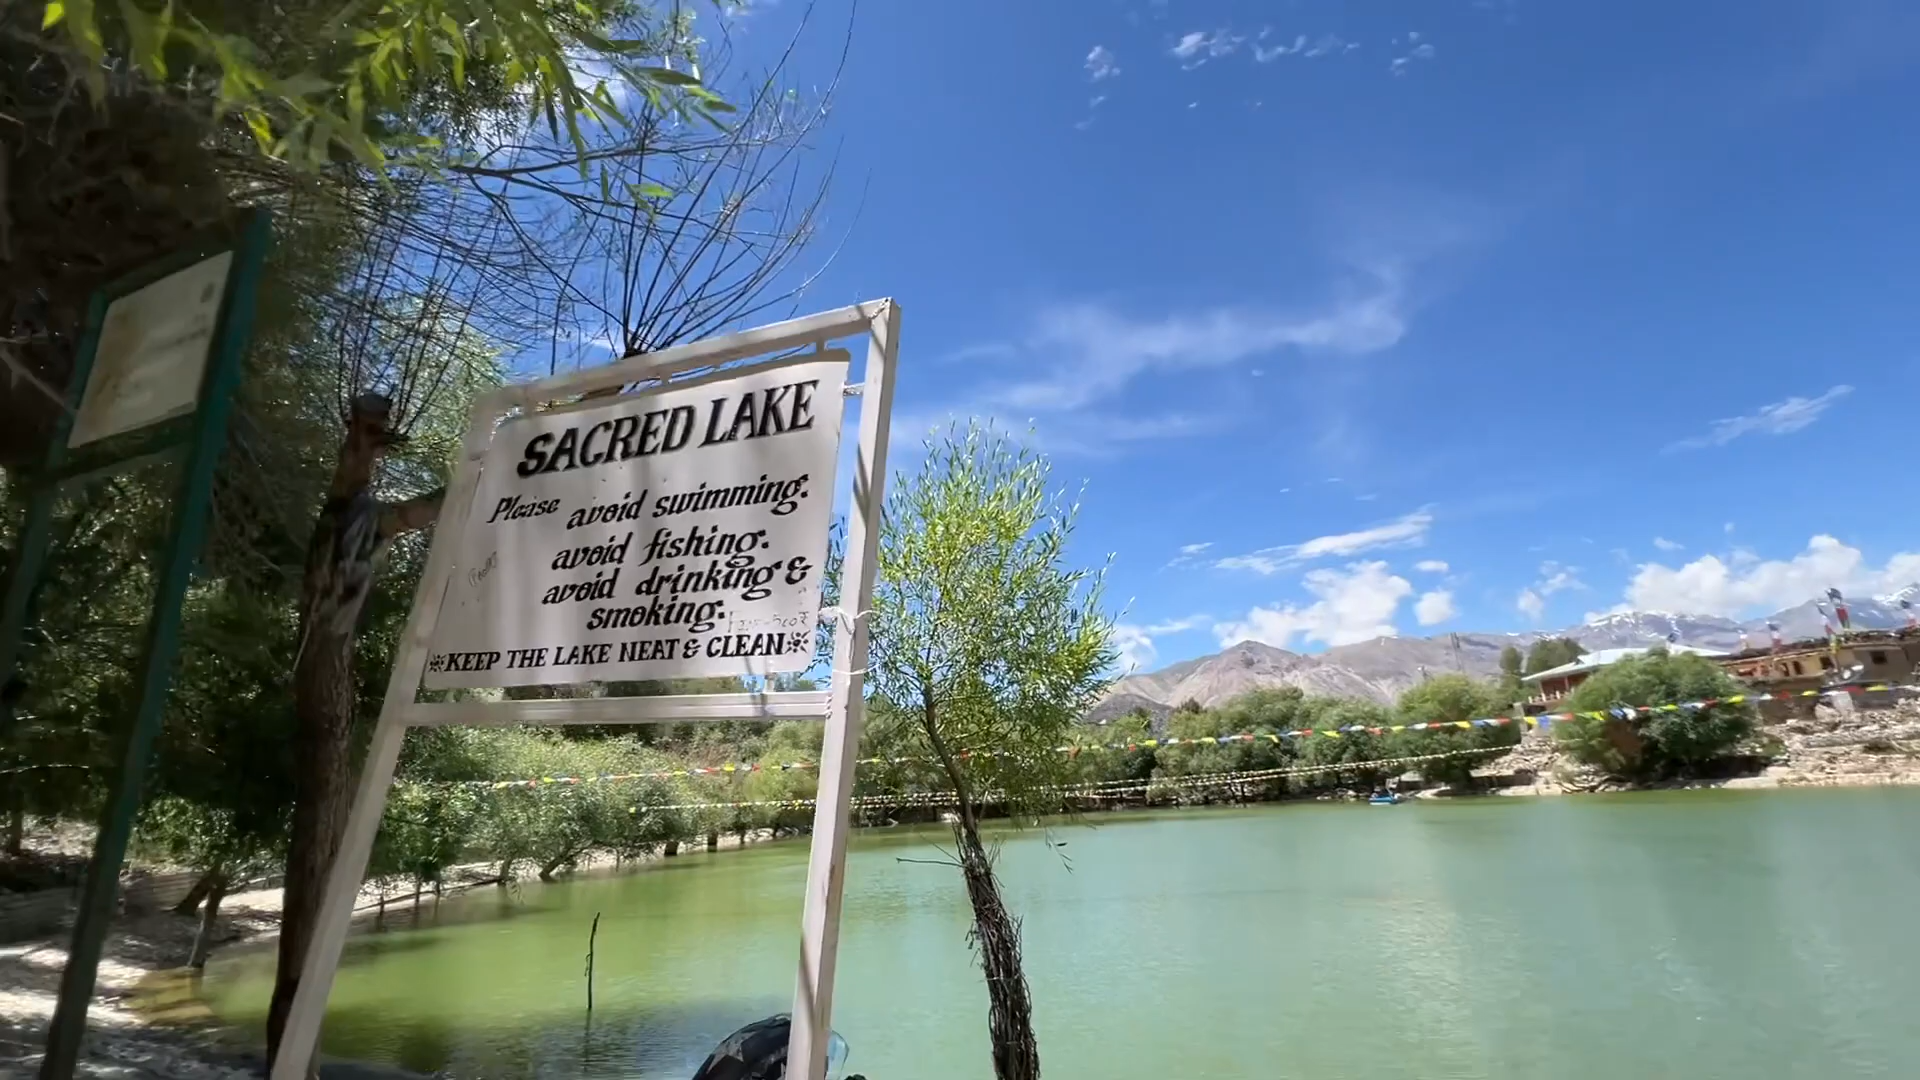 SACRED LAKE
Please avoid swimming.
avoid fishing.
avoid drinking &
smoking.
KEEP THE LAKE NEAT & CLEAN